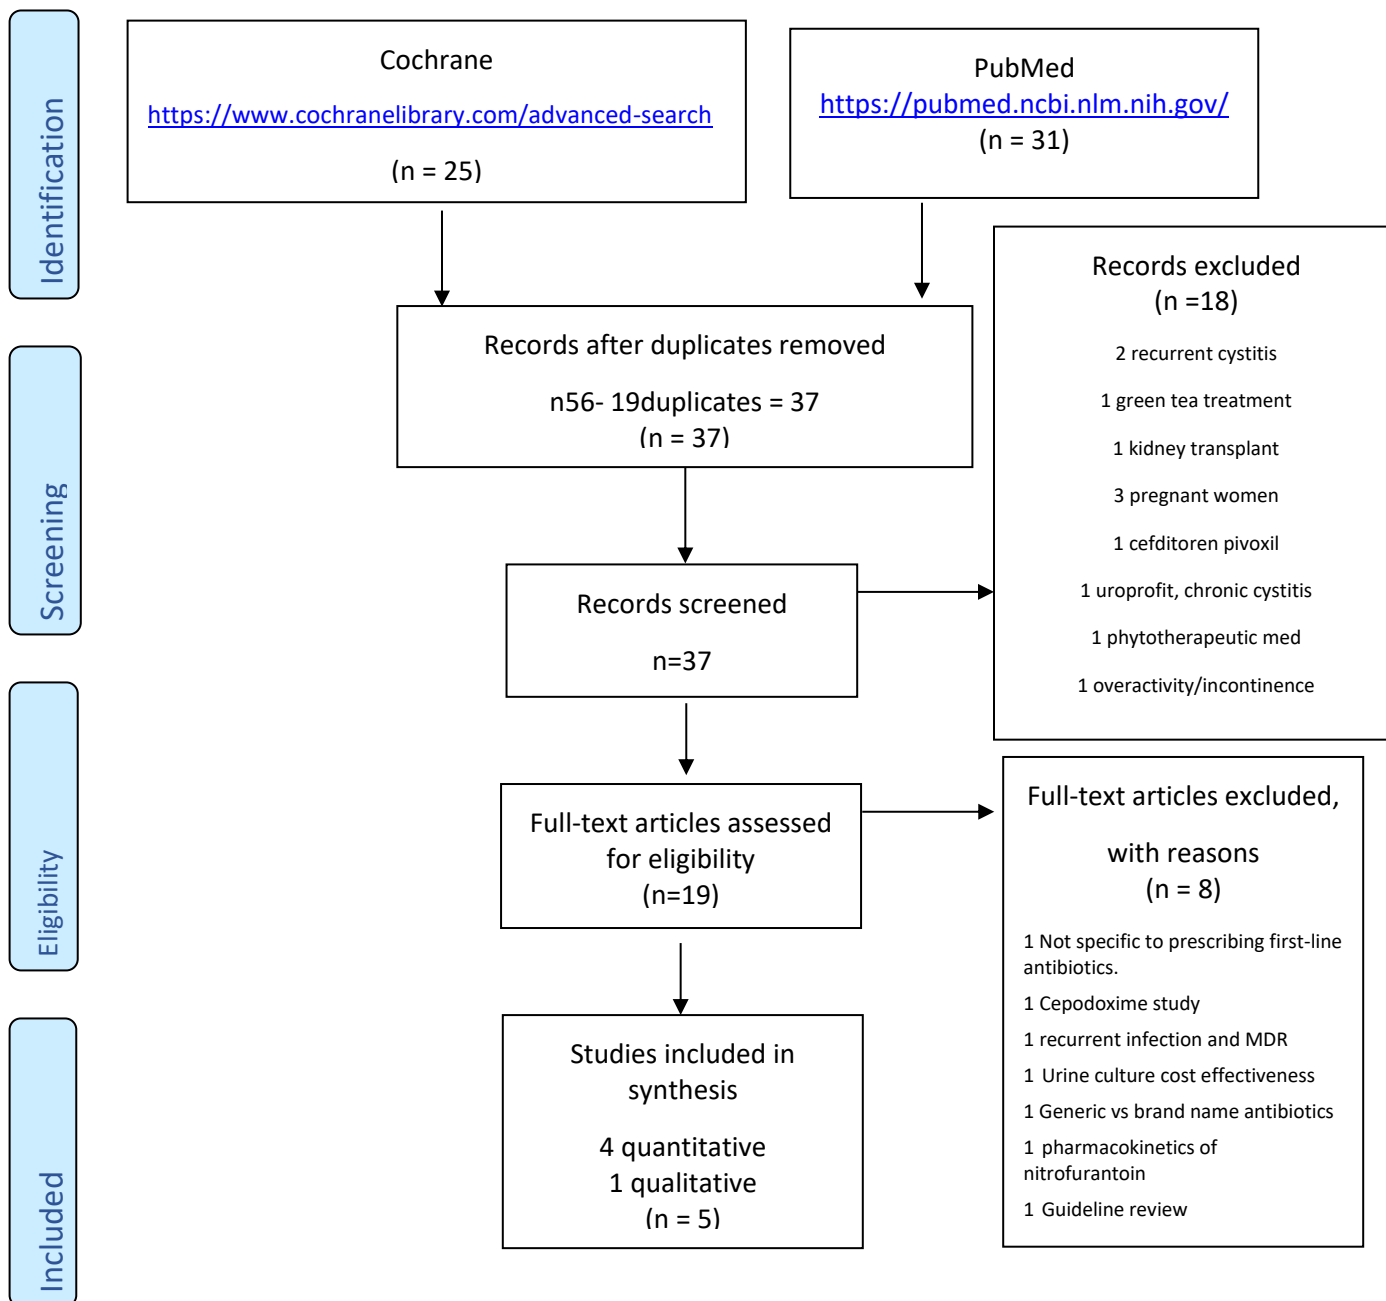 Identification
Cochrane
https://www.cochranelibrary.com/advanced-search
(n = 25)
PubMed
https://pubmed.ncbi.nlm.nih.gov/
(n = 31)
Records excluded
(n =18)
2 recurrent cystitis
1 green tea treatment
1 kidney transplant
3 pregnant women
1 cefditoren pivoxil
1 uroprofit, chronic cystitis
1 phytotherapeutic med
1 overactivity/incontinence
Screening
Records after duplicates removed
n56- 19duplicates = 37
(n = 37)
Records screened
n=37
Eligibility
Full-text articles assessed
for eligibility
(n=19)
Full-text articles excluded,
with reasons
(n = 8)
1 Not specific to prescribing first-line
antibiotics.
1 Cepodoxime study
1 recurrent infection and MDR
1 Urine culture cost effectiveness
1 Generic vs brand name antibiotics
1 pharmacokinetics of
nitrofurantoin
1 Guideline review
Included
Studies included in
synthesis
4 quantitative
1 qualitative
(n = 5)